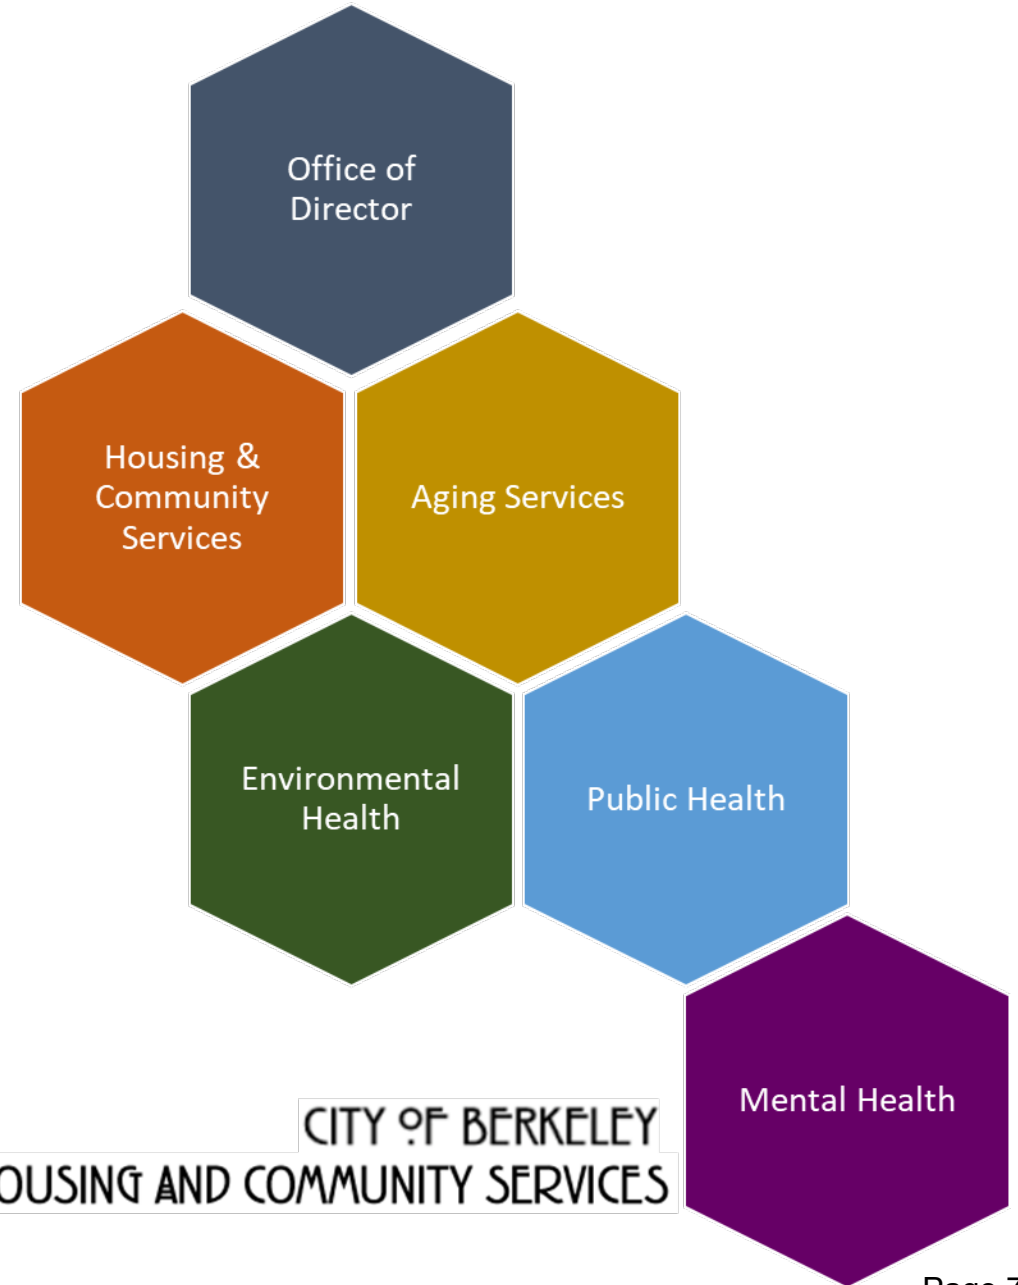 Office of
Director
Housing &
Community
Services
Aging Services
Environmental
Health
Public Health
Mental Health
CITY OF BERKELEY
AND COMMUNITY SERVICES
Page